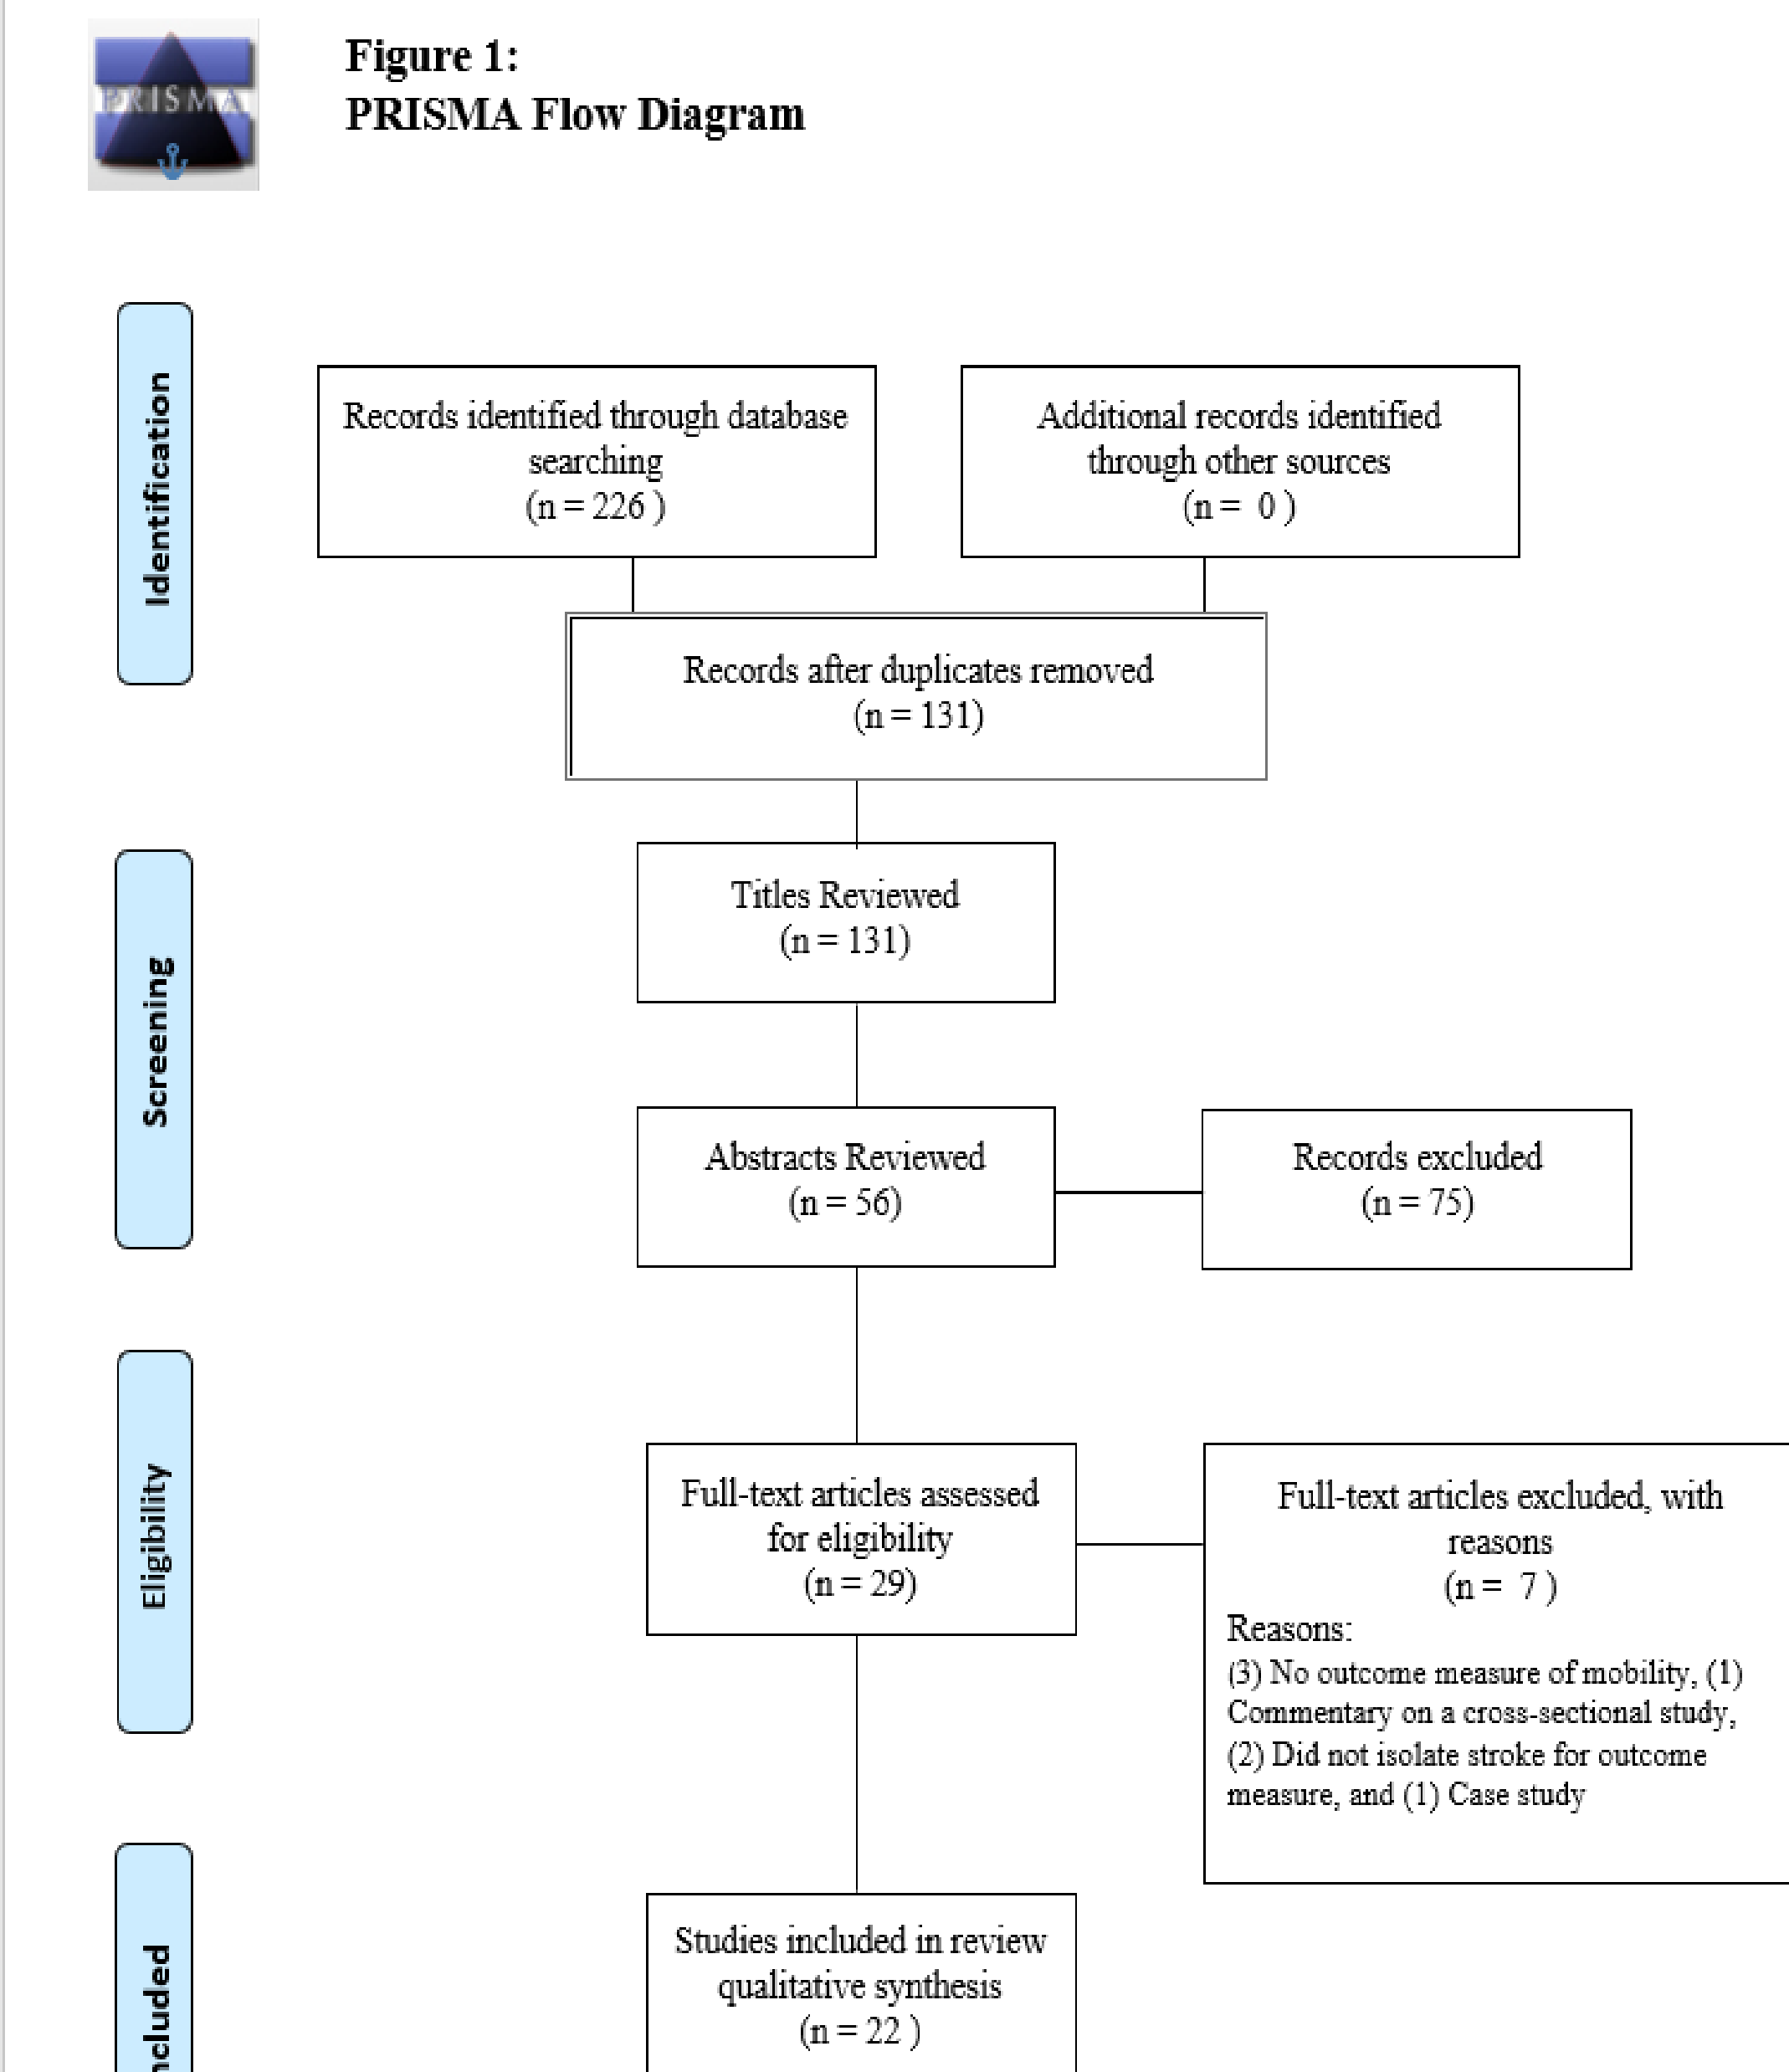 PRISMA
Figure 1:
PRISMA Flow Diagram
Identification
Records identified through database
searching
(n = 226 )
Additional records identified
through other sources
(n =  0 )
Records after duplicates removed
(n = 131)
Screening
Titles Reviewed
(n = 131)
Abstracts Reviewed
(n = 56)
Records excluded
(n = 75)
Eligibility
Full-text articles assessed
for eligibility
(n = 29)
Full-text articles excluded, with
reasons
(n =  7 )
Reasons:
(3) No outcome measure of mobility, (1)
Commentary on a cross-sectional study,
(2) Did not isolate stroke for outcome
measure, and (1) Case study
ncluded
Studies included in review
qualitative synthesis
(n = 22 )